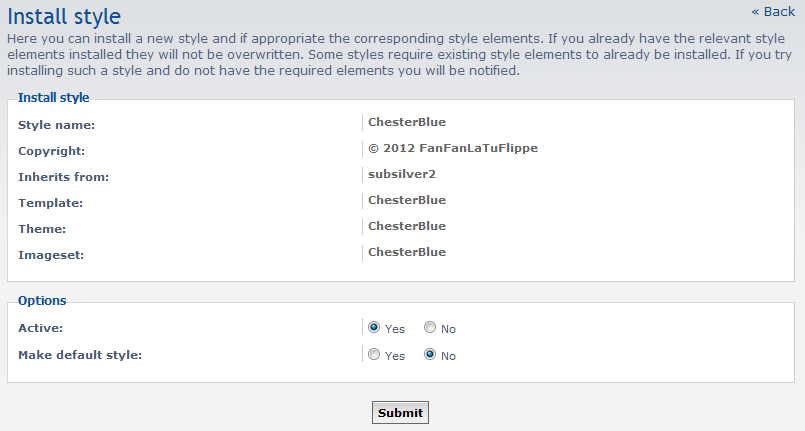 Install style
« Back
Here you can install a new style and if appropriate the corresponding style elements. If you already have the relevant style
elements installed they will not be overwritten. Some styles require existing style elements to already be installed. If you try
installing such a style and do not have the required elements you will be notified.
Install style
Style name: ChesterBlue
Copyright: © 2012 FanFanLaTuFlippe
Inherits from: subsilver2
Template: ChesterBlue
Theme: ChesterBlue
Imageset: ChesterBlue
Options
Active: Yes No
Make default style: Yes No
Submit